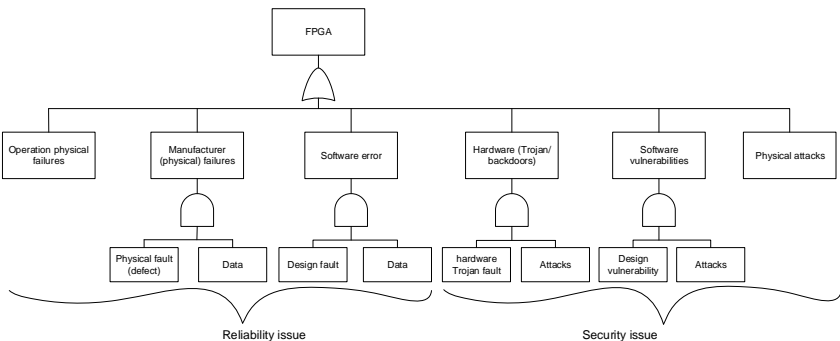 FPGA
Operation physical
failures
Manufacturer
(physical) failures
Software error
Hardware (Trojan/
backdoors)
Software
vulnerabilities
Physical attacks
Physical fault
(defect)
Data
Design fault
Data
hardware
Trojan fault
Attacks
Design
vulnerability
Attacks
Reliability issue
Security issue